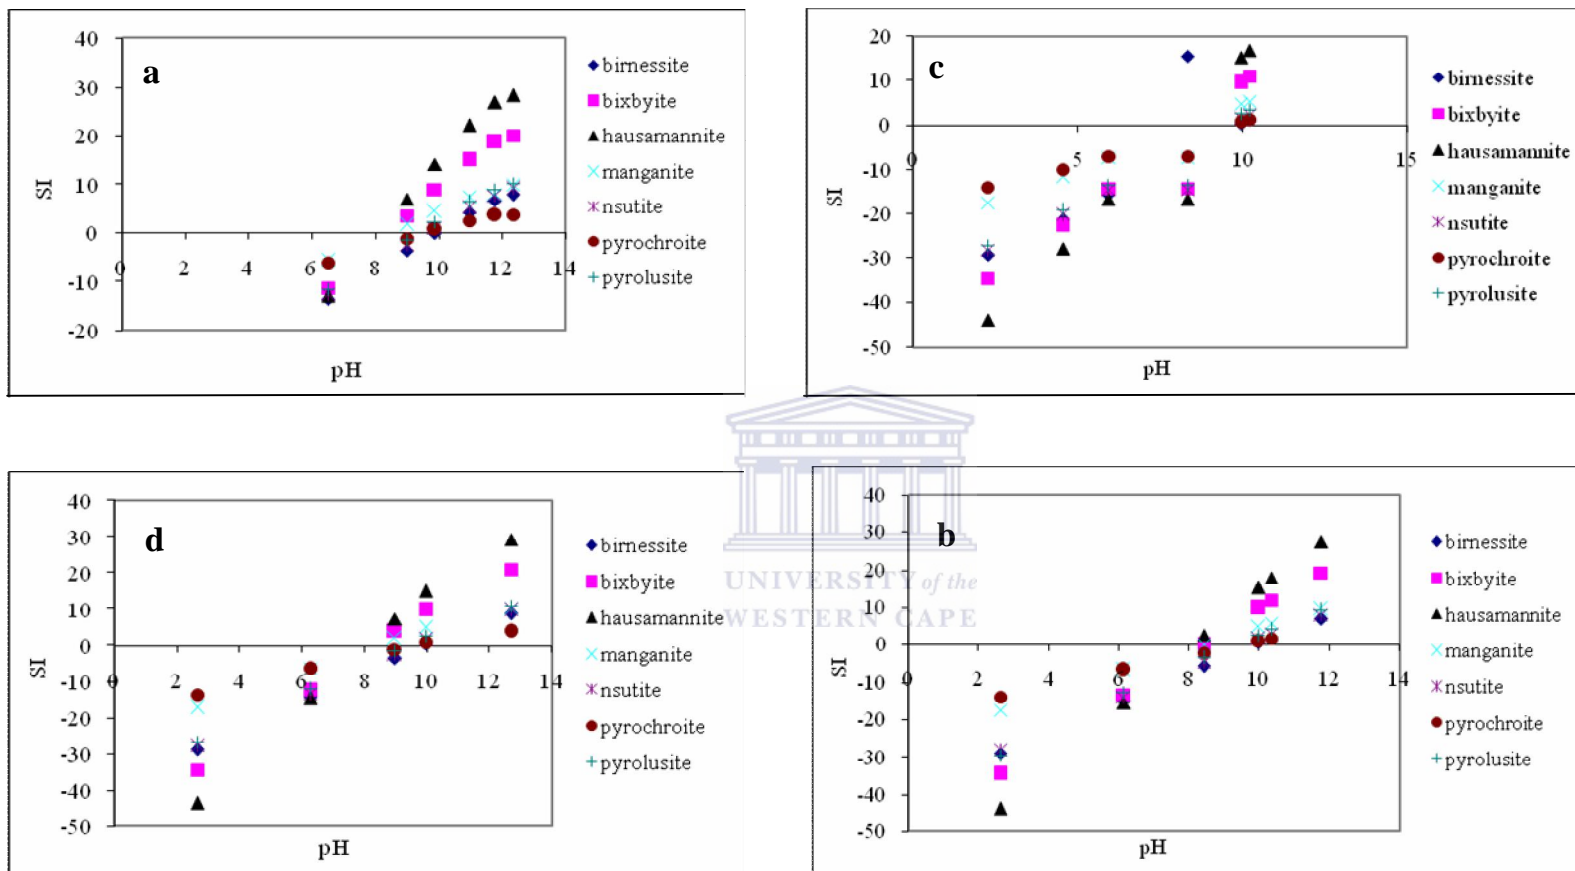 a
40
30
20
10
0
-10
-20
0 2 4 6 8 10 12 14
SI
pH
birnessite
bixbyite
hausamannite
manganite
nsutite
pyrochroite
pyrolusite
c
20
10
0
-10
-20
-30
-40
-50
0 5 10 15
SI
pH
birnessite
bixbyite
hausamannite
manganite
nsutite
pyrochroite
pyrolusite
UNIVERSITY of the
WESTERN CAPE
d
40
30
20
10
0
-10
-20
-30
-40
-50
0 2 4 6 8 10 12 14
SI
pH
birnessite
bixbyite
hausamannite
manganite
nsutite
pyrochroite
pyrolusite
b
40
30
20
10
0
-10
-20
-30
-40
-50
0 2 4 6 8 10 12 14
SI
pH
birnessite
bixbyite
hausamannite
manganite
nsutite
pyrochroite
pyrolusite